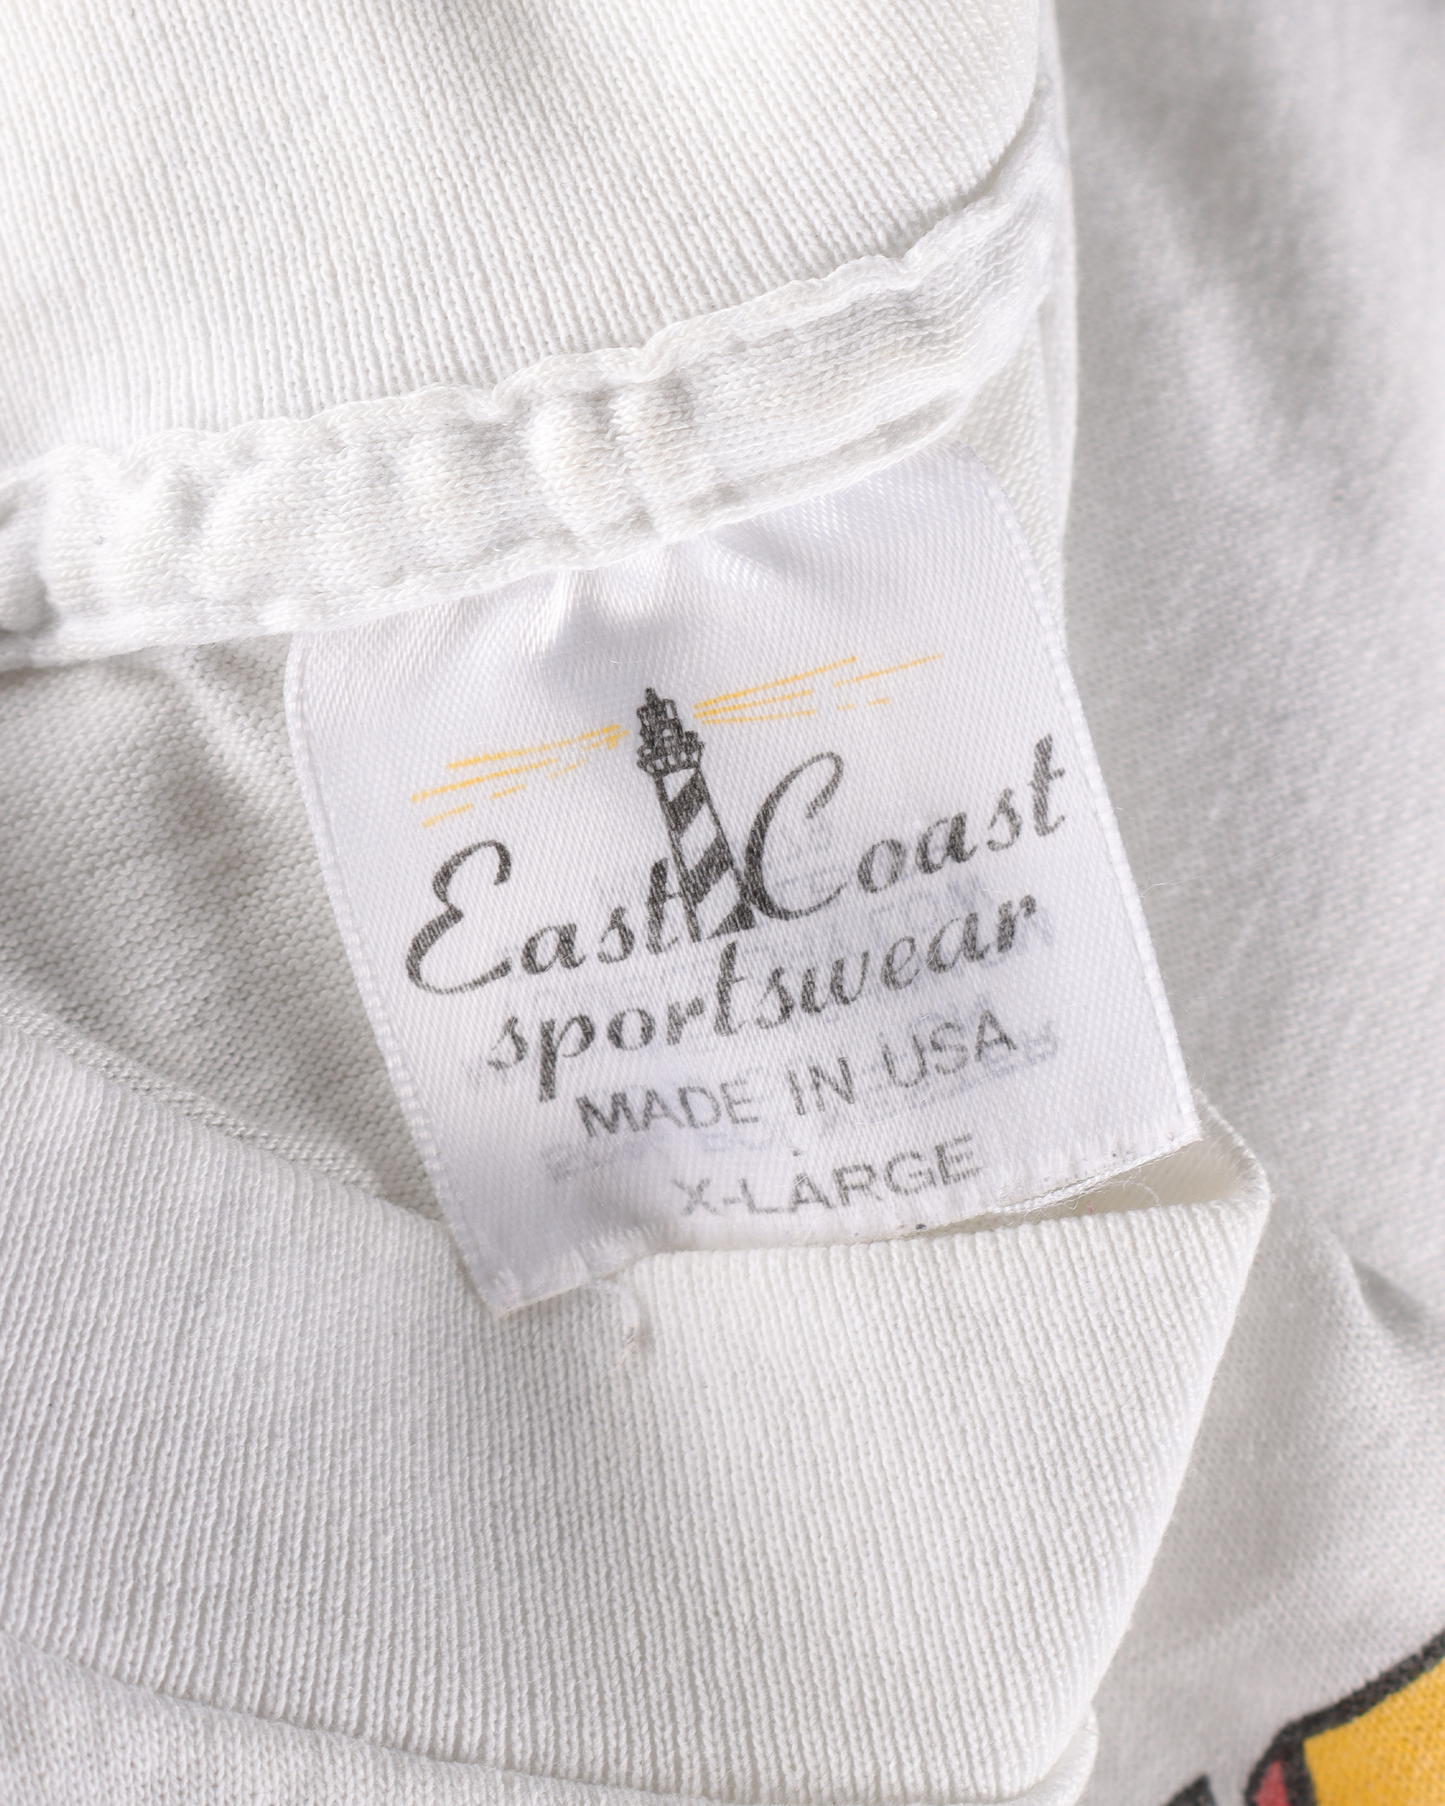 East Coast
sportswear
MADE IN USA
X-LARGE